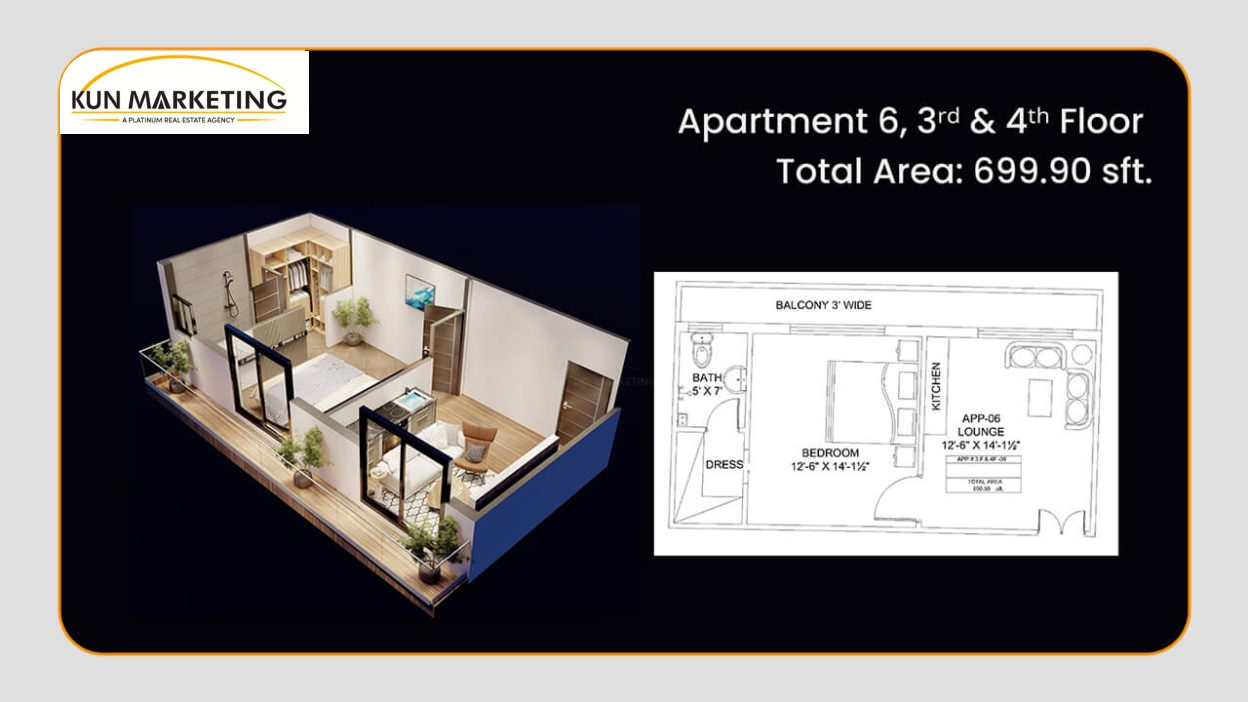 KUN MARKETING
A PLATINUM REAL ESTATE AGENCY
Apartment 6, 3rd & 4th Floor
Total Area: 699.90 sft.
BALCONY 3' WIDE
BATH
5' X 7'
DRESS
BEDROOM
12'-6" X 14'-1½"
KITCHEN
APP-06
LOUNGE
12'-6" X 14'-1½"
TOTAL AREA